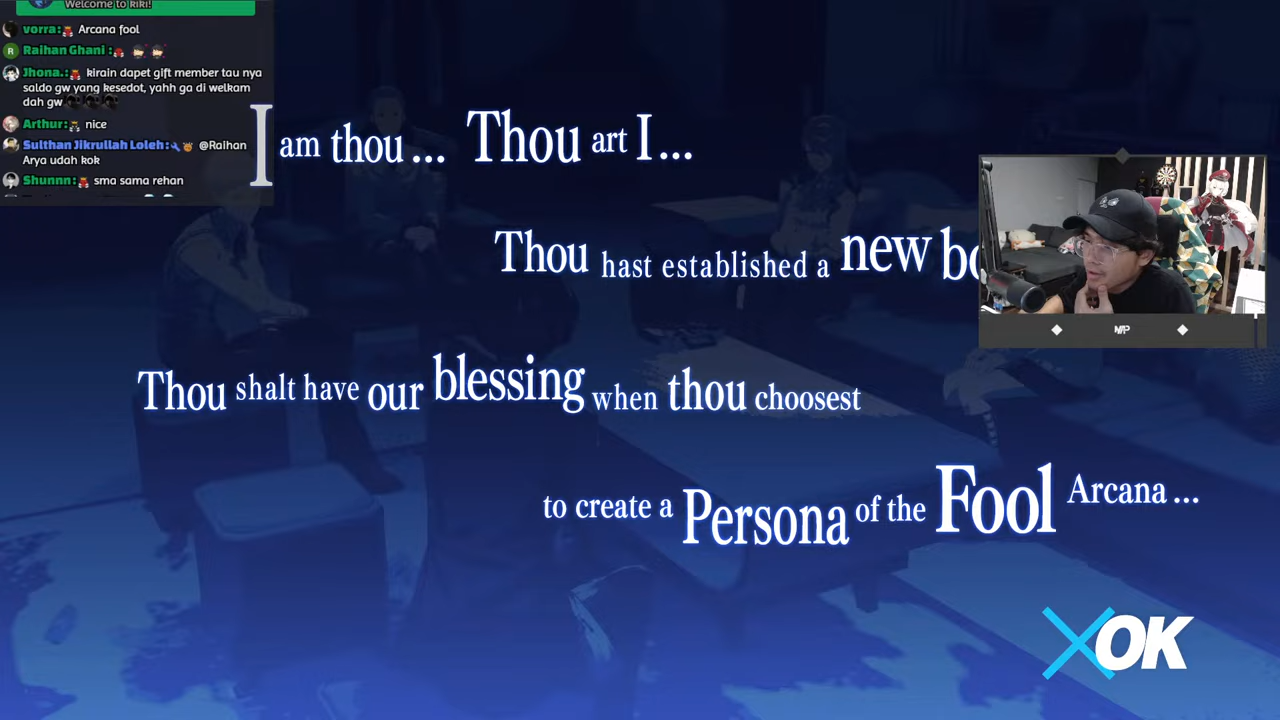 Welcome to RIRI!
vorra: Arcana fool
Raihan Ghani :
Jhona.: kirain dapet gift member tau nya
saldo gw yang kesedot, yahh ga di welkam
dah gw
Arthur: nice
Sulthan Jikrullah Loleh: @Raihan
Arya udah kok
Shunnn: sma sama rehan
I am thou... Thou art I...
Thou hast established a new
Thou shalt have our blessing when thou choosest
to create a Persona of the Fool Arcana...
OK